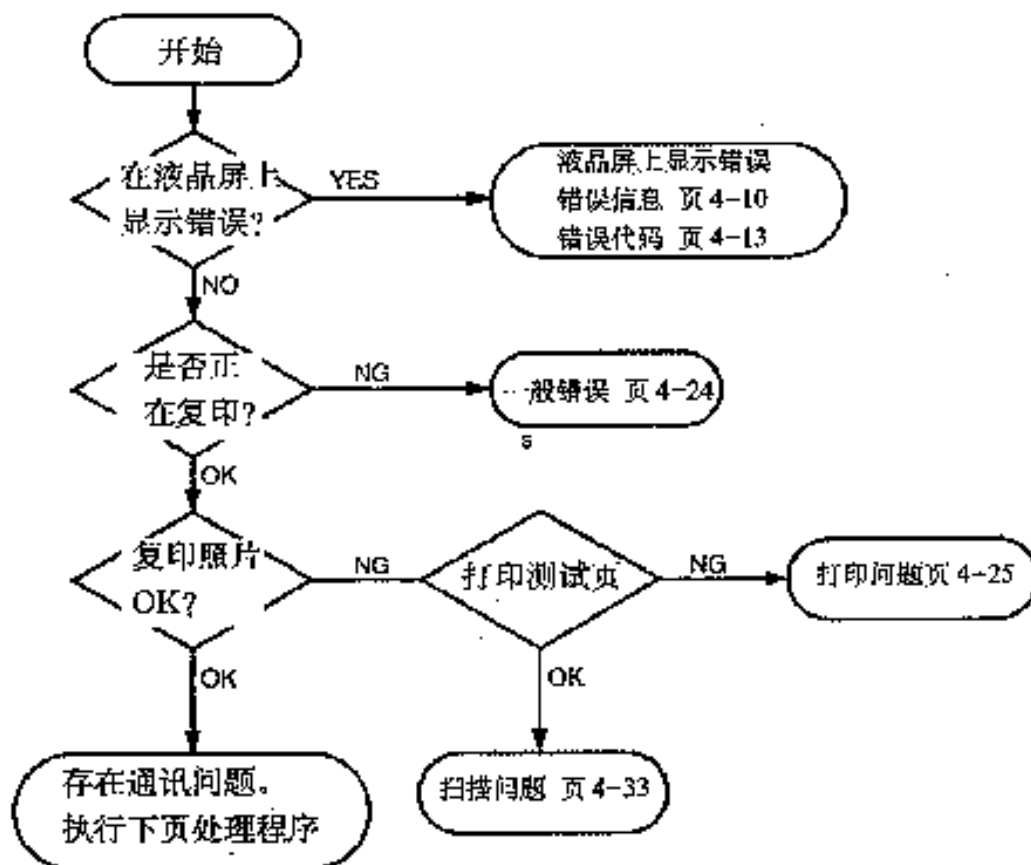 开始
在液晶屏上
显示错误?
YES
液晶屏上显示错误
错误信息 页4-10
错误代码 页4-13
NO
是否正
在复印?
NG
一般错误 页4-24
s
OK
复印照片
OK?
NG
打印测试页
NG
打印问题页4-25
OK
OK
存在通讯问题。
执行下页处理程序
扫描问题 页4-33